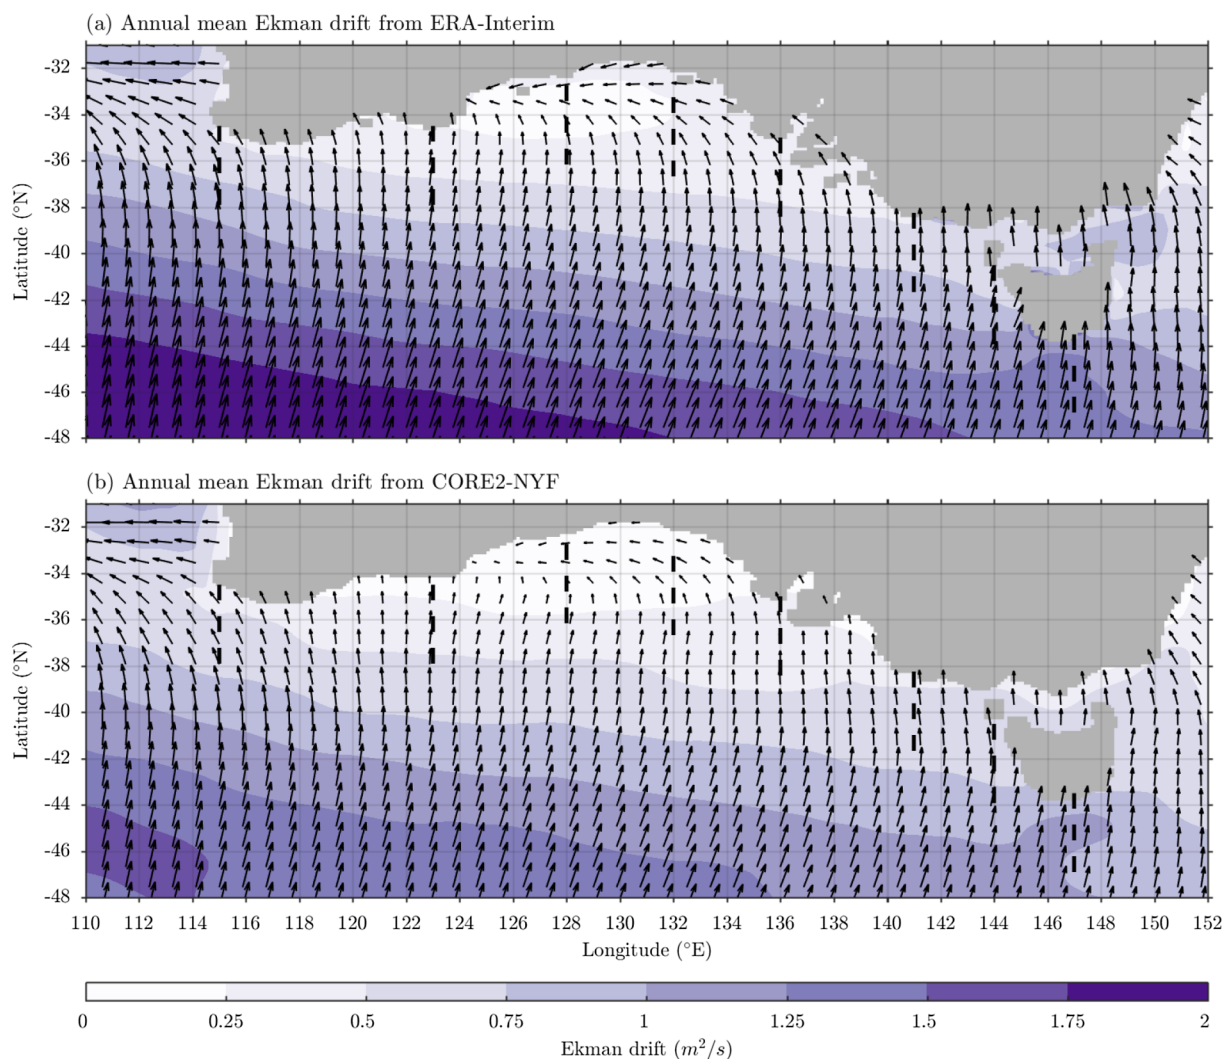 (a) Annual mean Ekman drift from ERA-Interim
-32
-34
-36
-38
-40
-42
-44
-46
-48
Latitude (°N)
(b) Annual mean Ekman drift from CORE2-NYF
-32
-34
-36
-38
-40
-42
-44
-46
-48
Latitude (°N)
110 112 114 116 118 120 122 124 126 128 130 132 134 136 138 140 142 144 146 148 150 152
Longitude (°E)
0 0.25 0.5 0.75 1 1.25 1.5 1.75 2
Ekman drift (m²/s)